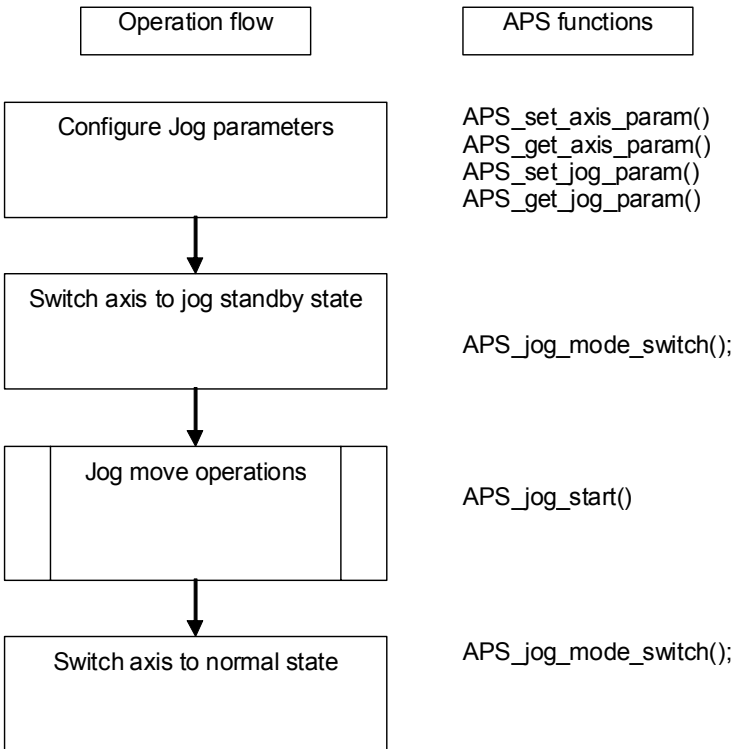 Operation flow
APS functions
Configure Jog parameters
APS_set_axis_param()
APS_get_axis_param()
APS_set_jog_param()
APS_get_jog_param()
Switch axis to jog standby state
APS_jog_mode_switch();
Jog move operations
APS_jog_start()
Switch axis to normal state
APS_jog_mode_switch();